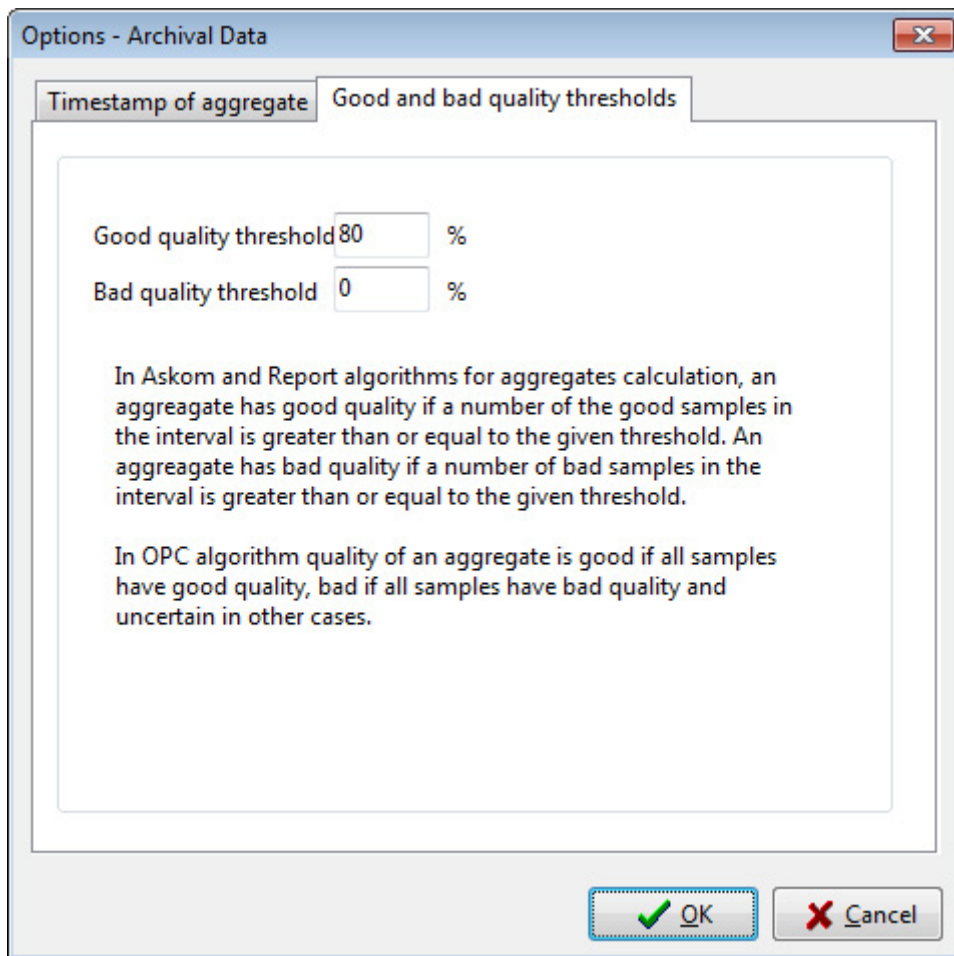 Options - Archival Data
Timestamp of aggregate Good and bad quality thresholds
Good quality threshold 80 %
Bad quality threshold 0 %
In Askom and Report algorithms for aggregates calculation, an
aggreagate has good quality if a number of the good samples in
the interval is greater than or equal to the given threshold. An
aggreagate has bad quality if a number of bad samples in the
interval is greater than or equal to the given threshold.
In OPC algorithm quality of an aggregate is good if all samples
have good quality, bad if all samples have bad quality and
uncertain in other cases.
OK Cancel